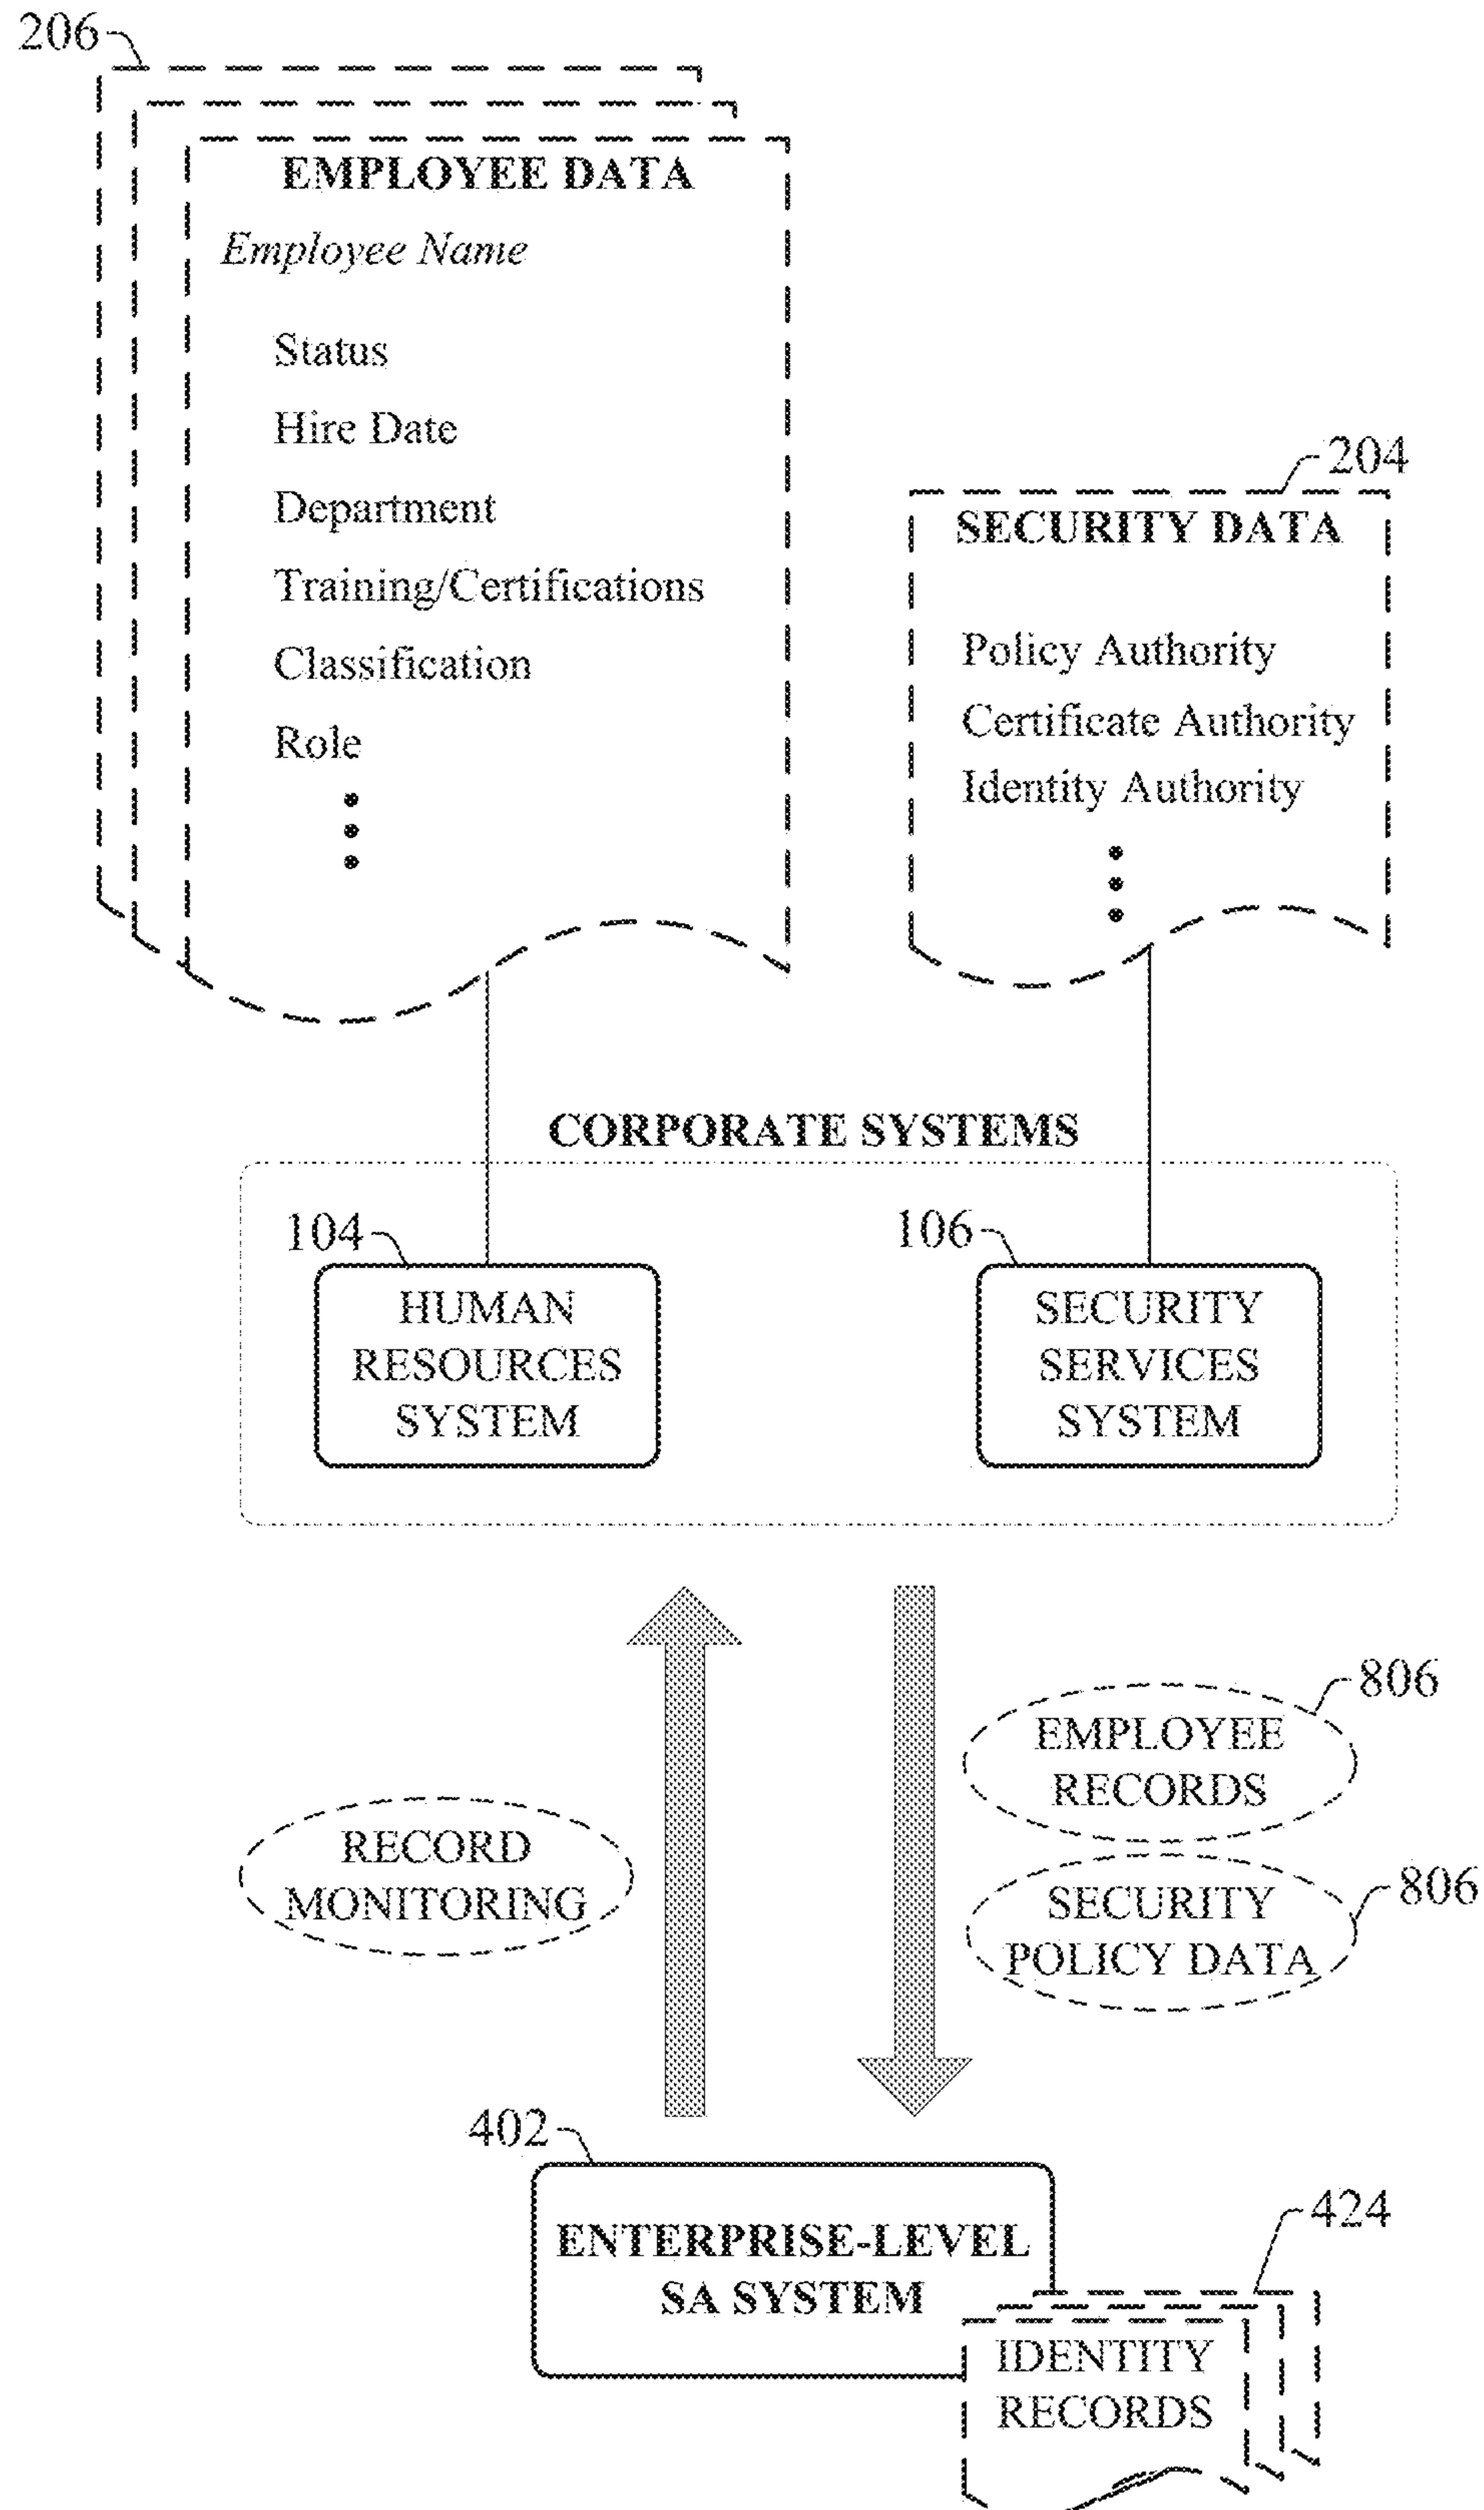 206
EMPLOYEE DATA
Employee Name
Status
Hire Date
Department
Training/Certifications
Classification
Role
204
SECURITY DATA
Policy Authority
Certificate Authority
Identity Authority
CORPORATE SYSTEMS
104
HUMAN
RESOURCES
SYSTEM
106
SECURITY
SERVICES
SYSTEM
806
EMPLOYEE
RECORDS
RECORD
MONITORING
806
SECURITY
POLICY DATA
402
ENTERPRISE-LEVEL
SA SYSTEM
424
IDENTITY
RECORDS